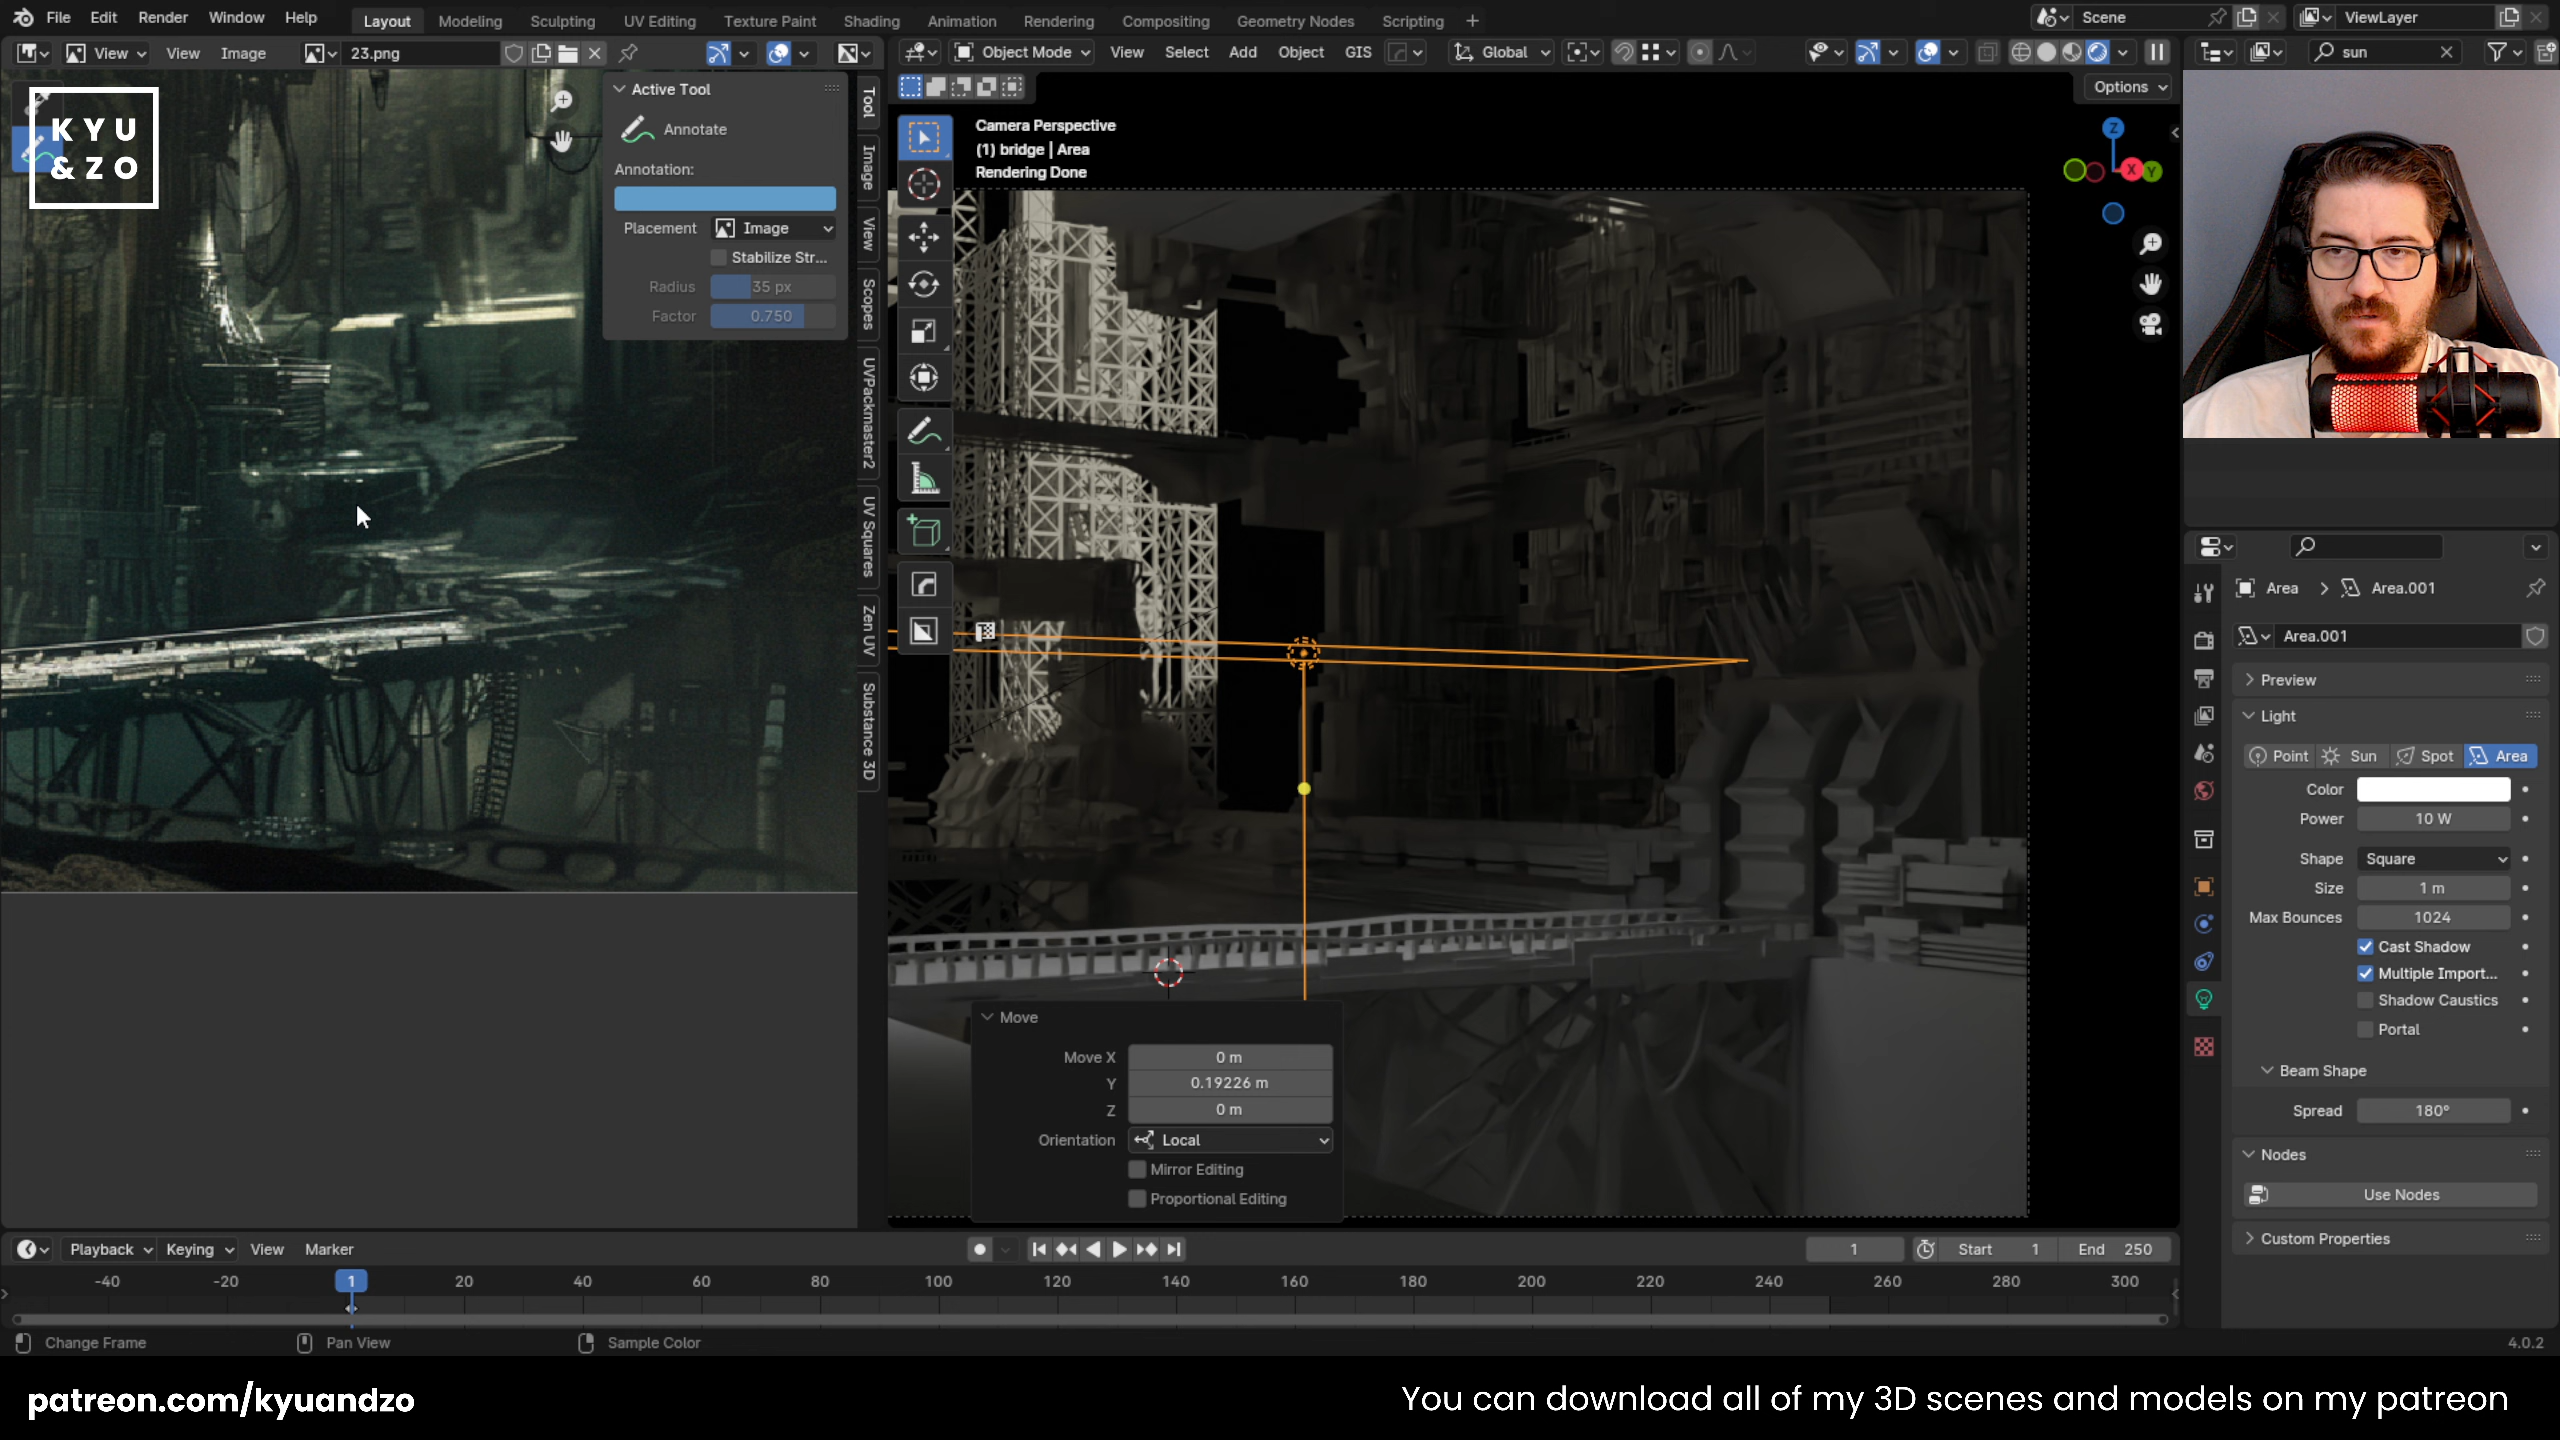 File Edit Render Window Help Layout Modeling Sculpting UV Editing Texture Paint Shading Animation Rendering Compositing Geometry Nodes Scripting + Scene ViewLayer
View View Image 23.png Object Mode View Select Add Object GIS Global sun
Options
KYU
&ZO
Active Tool
Annotate
Annotation:
Placement Image
Stabilize Str...
Radius 35 px
Factor 0.750
Tool
Image
View
Scopes
UVPackmaster2
UV Squares
Zen UV
Substance 3D
Camera Perspective
(1) bridge | Area
Rendering Done
Z
X
Y
Move
Move X 0 m
Y 0.19226 m
Z 0 m
Orientation Local
Mirror Editing
Proportional Editing
Area Area.001
Area.001
Preview
Light
Point Sun Spot Area
Color
Power 10 W
Shape Square
Size 1 m
Max Bounces 1024
Cast Shadow
Multiple Import...
Shadow Caustics
Portal
Beam Shape
Spread 180°
Nodes
Use Nodes
Custom Properties
Playback Keying View Marker 1 Start 1 End 250
-40 -20 1 20 40 60 80 100 120 140 160 180 200 220 240 260 280 300
Change Frame Pan View Sample Color 4.0.2
patreon.com/kyuandzo
You can download all of my 3D scenes and models on my patreon